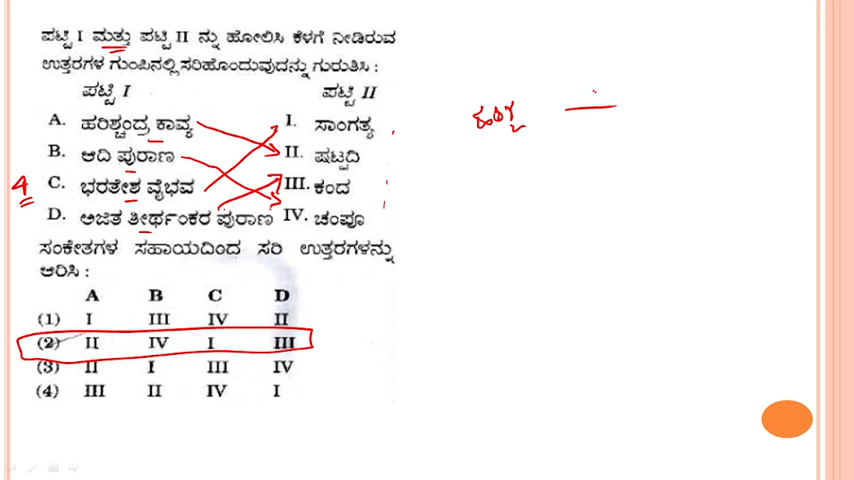 ಪಟ್ಟಿ I ಮತ್ತು ಪಟ್ಟಿ II ನ್ನು ಹೋಲಿಸಿ ಕೆಳಗೆ ನೀಡಿರುವ
ಉತ್ತರಗಳ ಗುಂಪಿನಲ್ಲಿ ಸರಿಹೊಂದುವುದನ್ನು ಗುರುತಿಸಿ :
ಪಟ್ಟಿ I ಪಟ್ಟಿ II
A. ಹರಿಶ್ಚಂದ್ರ ಕಾವ್ಯ I. ಸಾಂಗತ್ಯ
B. ಆದಿ ಪುರಾಣ II. ಷಟ್ಪದಿ
4 C. ಭರತೇಶ ವೈಭವ III. ಕಂದ
D. ಅಜಿತ ತೀರ್ಥಂಕರ ಪುರಾಣ IV. ಚಂಪೂ
ಸಂಕೇತಗಳ ಸಹಾಯದಿಂದ ಸರಿ ಉತ್ತರಗಳನ್ನು
ಆರಿಸಿ :
A B C D
(1) I III IV II
(2) II IV I III
(3) II I III IV
(4) III II IV I